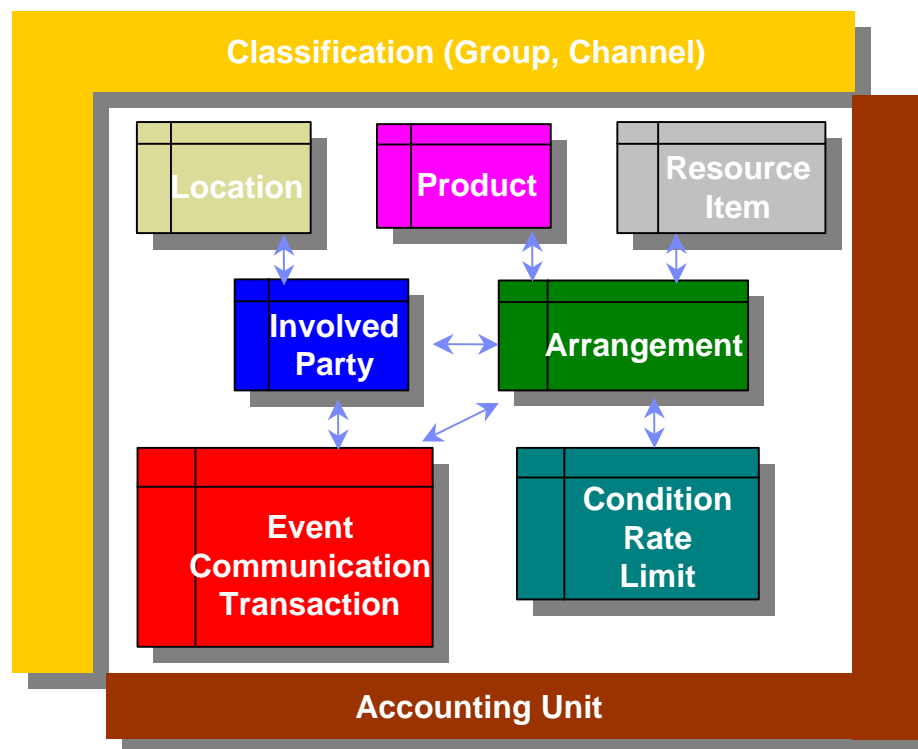 Classification (Group, Channel)
Location
Product
Resource
Item
Involved
Party
Arrangement
Event
Communication
Transaction
Condition
Rate
Limit
Accounting Unit